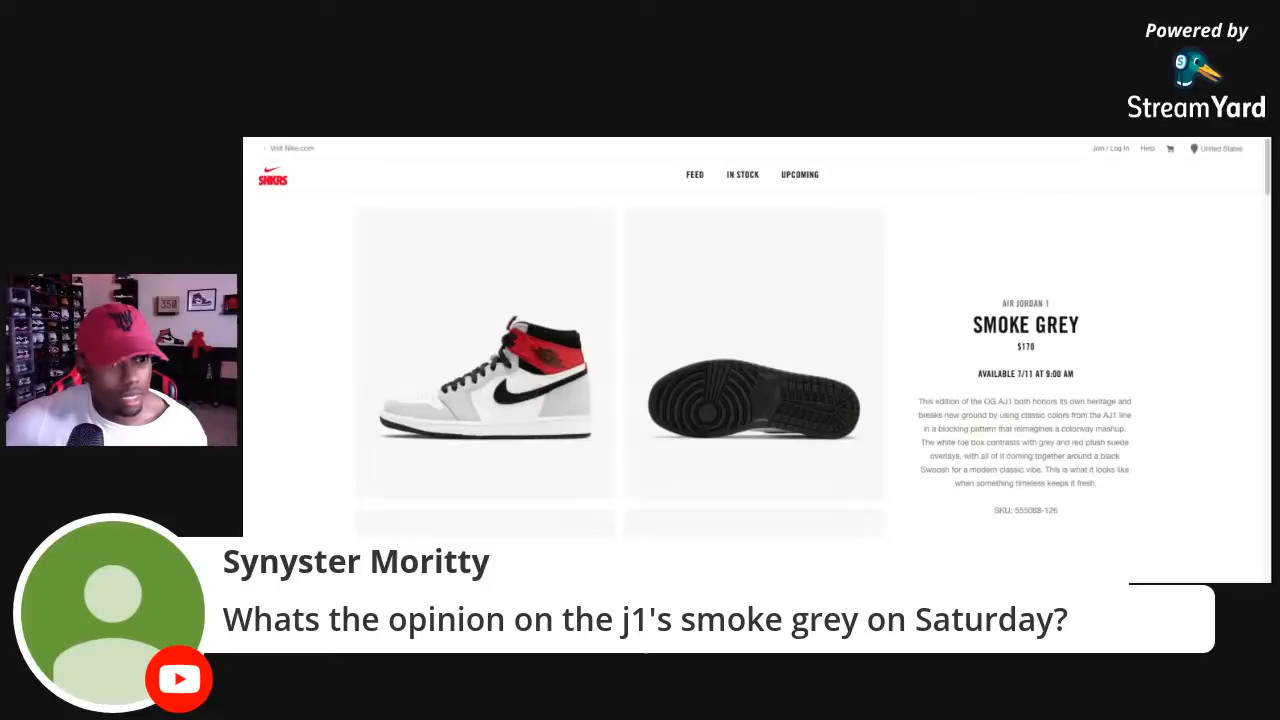 Powered by
StreamYard
Visit Nike.com
Join / Log In Help United States
SNKRS
FEED IN STOCK UPCOMING
350
AIR JORDAN 1
SMOKE GREY
$170
AVAILABLE 7/11 AT 9:00 AM
This edition of the OG AJ1 both honors its own heritage and
breaks new ground by using classic colors from the AJ1 line
in a blocking pattern that reimagines a colorway mashup.
The white toe box contrasts with grey and red plush suede
overlays, with all of it coming together around a black
Swoosh for a modern classic vibe. This is what it looks like
when something timeless keeps it fresh.
SKU: 555088-126
Synyster Moritty
Whats the opinion on the j1's smoke grey on Saturday?